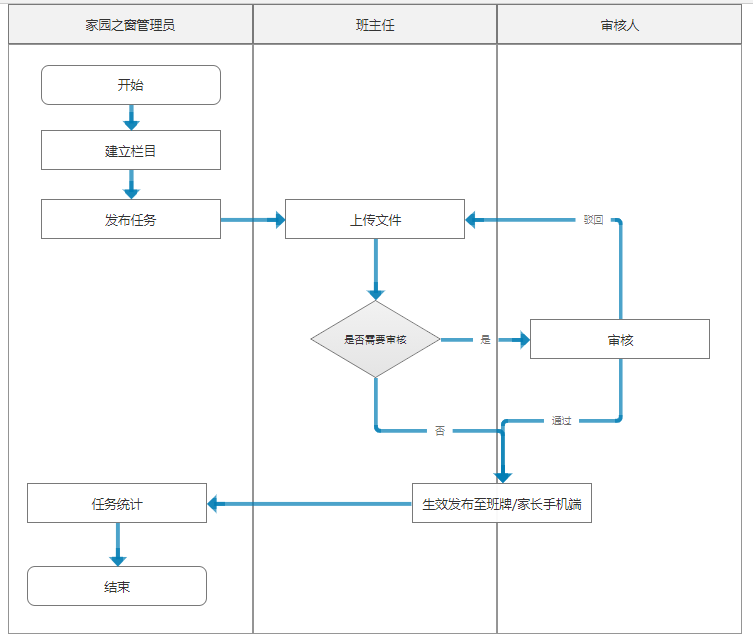 家园之窗管理员
班主任
审核人
开始
建立栏目
发布任务
上传文件
驳回
是否需要审核
是
审核
通过
否
任务统计
生效发布至班牌/家长手机端
结束